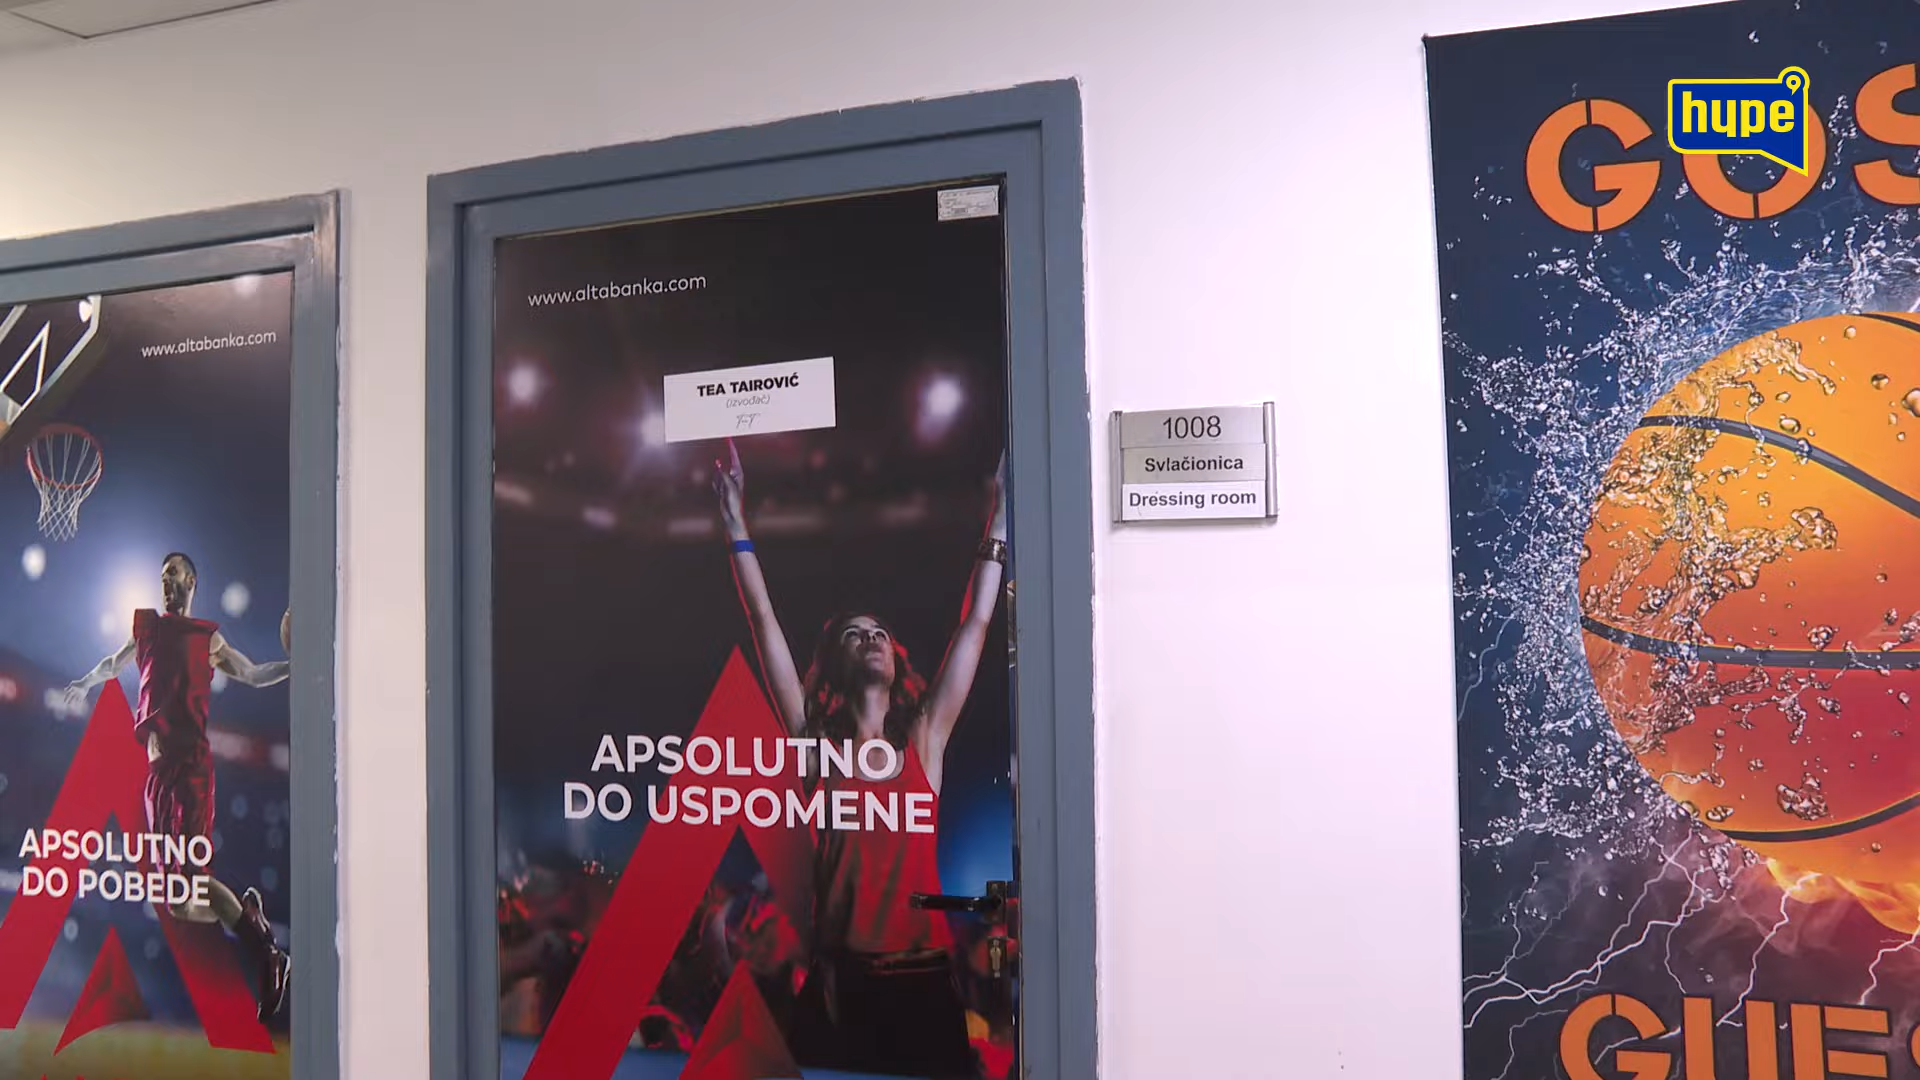 www.altabanka.com
APSOLUTNO
DO POBEDE
www.altabanka.com
TEA TAIROVIĆ
(izvođač)
APSOLUTNO
DO USPOMENE
1008
Svlačionica
Dressing room
GOS
GUES
hype